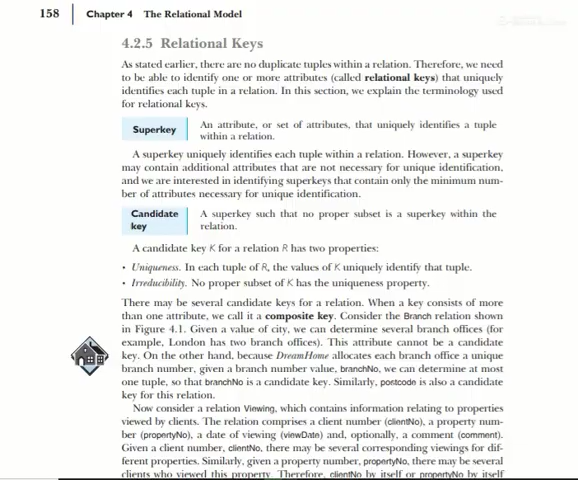 158 Chapter 4 The Relational Model
4.2.5 Relational Keys
As stated earlier, there are no duplicate tuples within a relation. Therefore, we need
to be able to identify one or more attributes (called relational keys) that uniquely
identifies each tuple in a relation. In this section, we explain the terminology used
for relational keys.
Superkey An attribute, or set of attributes, that uniquely identifies a tuple
within a relation.
A superkey uniquely identifies each tuple within a relation. However, a superkey
may contain additional attributes that are not necessary for unique identification,
and we are interested in identifying superkeys that contain only the minimum num-
ber of attributes necessary for unique identification.
Candidate A superkey such that no proper subset is a superkey within the
key relation.
A candidate key K for a relation R has two properties:
• Uniqueness. In each tuple of R, the values of K uniquely identify that tuple.
• Irreducibility. No proper subset of K has the uniqueness property.
There may be several candidate keys for a relation. When a key consists of more
than one attribute, we call it a composite key. Consider the Branch relation shown
in Figure 4.1. Given a value of city, we can determine several branch offices (for
example, London has two branch offices). This attribute cannot be a candidate
key. On the other hand, because DreamHome allocates each branch office a unique
branch number, given a branch number value, branchNo, we can determine at most
one tuple, so that branchNo is a candidate key. Similarly, postcode is also a candidate
key for this relation.
Now consider a relation Viewing, which contains information relating to properties
viewed by clients. The relation comprises a client number (clientNo), a property num-
ber (propertyNo), a date of viewing (viewDate) and, optionally, a comment (comment).
Given a client number, clientNo, there may be several corresponding viewings for dif-
ferent properties. Similarly, given a property number, propertyNo, there may be several
clients who viewed this property. Therefore, clientNo by itself or propertyNo by itself